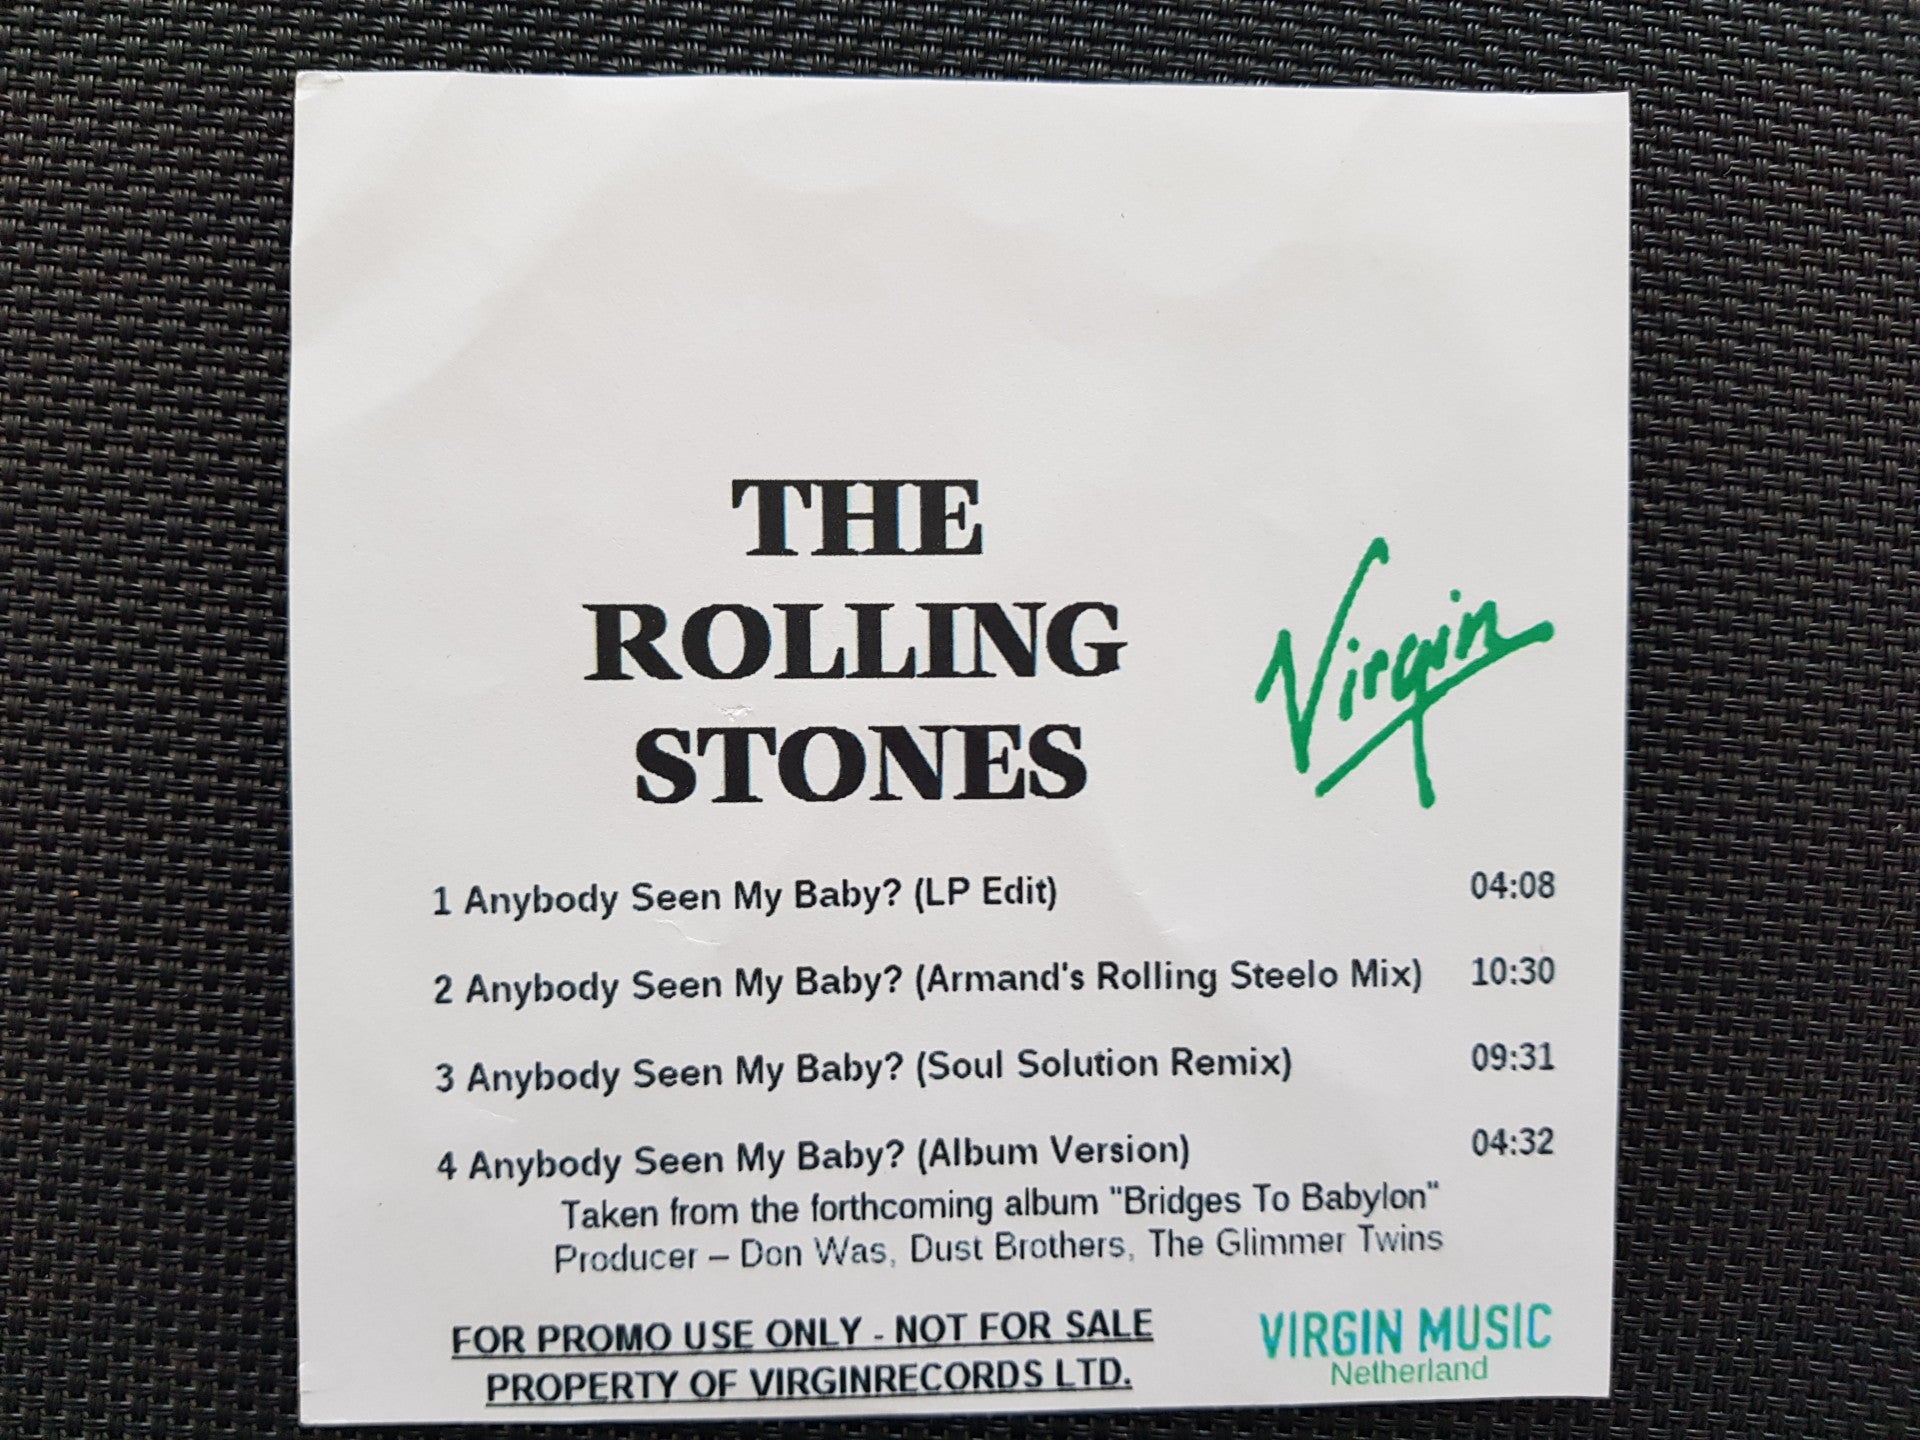 THE
ROLLING
STONES
Virgin
1 Anybody Seen My Baby? (LP Edit) 04:08
2 Anybody Seen My Baby? (Armand's Rolling Steelo Mix) 10:30
3 Anybody Seen My Baby? (Soul Solution Remix) 09:31
4 Anybody Seen My Baby? (Album Version) 04:32
Taken from the forthcoming album "Bridges To Babylon"
Producer – Don Was, Dust Brothers, The Glimmer Twins
FOR PROMO USE ONLY - NOT FOR SALE
PROPERTY OF VIRGINRECORDS LTD.
VIRGIN MUSIC
Netherland